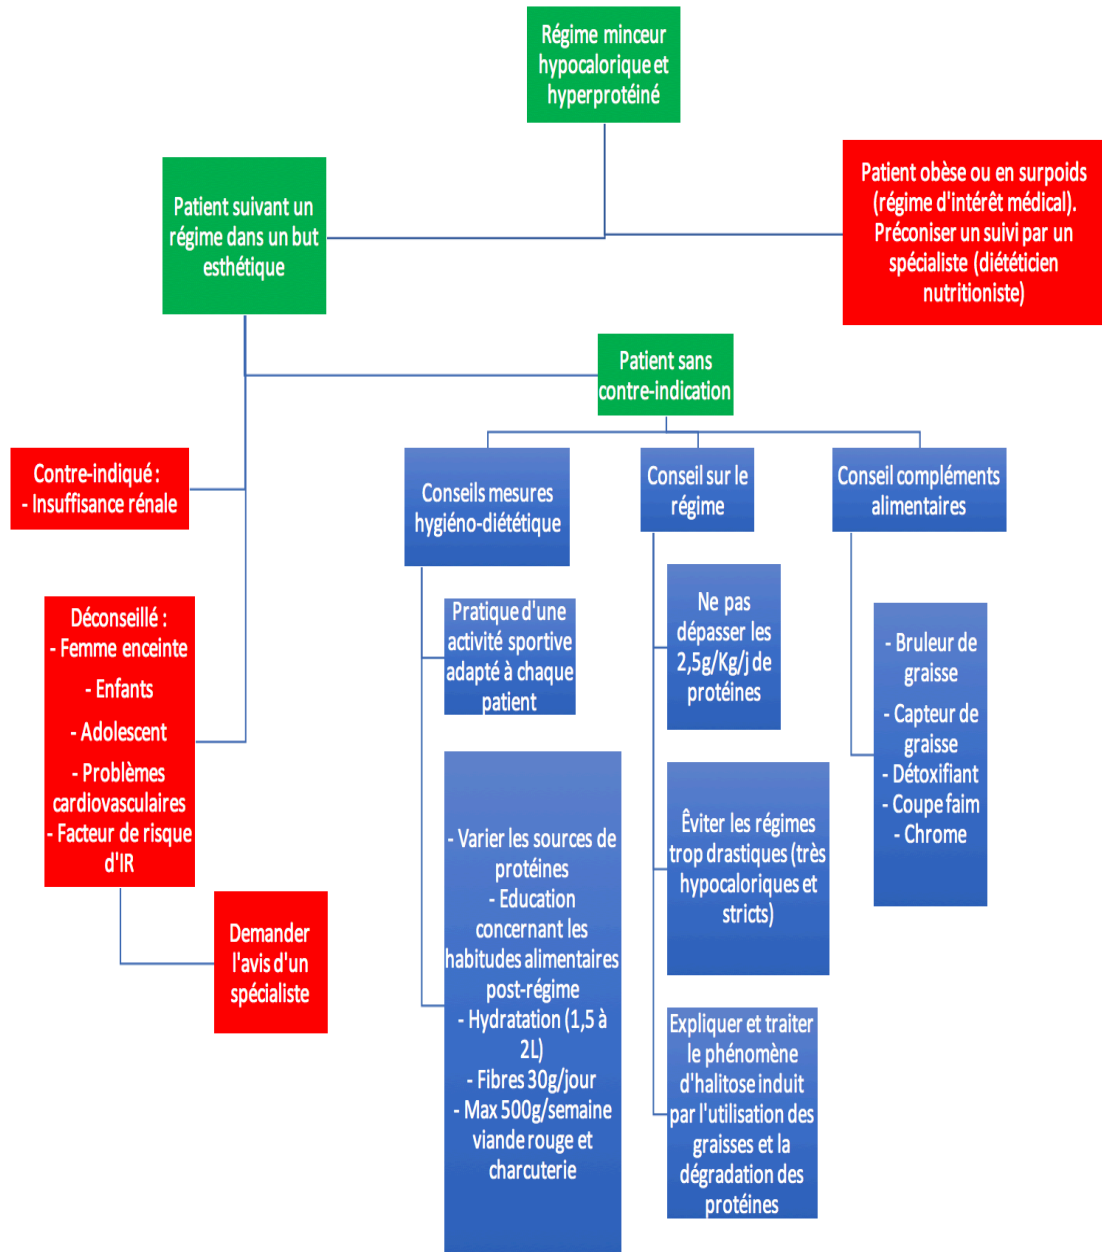 Régime minceur
hypocalorique et
hyperprotéiné
Patient obèse ou en surpoids
(régime d'intérêt médical).
Préconiser un suivi par un
spécialiste (diététicien
nutritioniste)
Patient suivant un
régime dans un but
esthétique
Patient sans
contre-indication
Contre-indiqué :
- Insuffisance rénale
Déconseillé :
- Femme enceinte
- Enfants
- Adolescent
- Problèmes
cardiovasculaires
- Facteur de risque
d'IR
Demander
l'avis d'un
spécialiste
Conseils mesures
hygiéno-diététique
Pratique d'une
activité sportive
adapté à chaque
patient
- Varier les sources de
protéines
- Education
concernant les
habitudes alimentaires
post-régime
- Hydratation (1,5 à
2L)
- Fibres 30g/jour
- Max 500g/semaine
viande rouge et
charcuterie
Conseil sur le
régime
Ne pas
dépasser les
2,5g/Kg/j de
protéines
Êviter les régimes
trop drastiques (très
hypocaloriques et
stricts)
Expliquer et traiter
le phénomène
d'halitose induit
par l'utilisation des
graisses et la
dégradation des
protéines
Conseil compléments
alimentaires
- Bruleur de
graisse
- Capteur de
graisse
- Détoxifiant
- Coupe faim
- Chrome